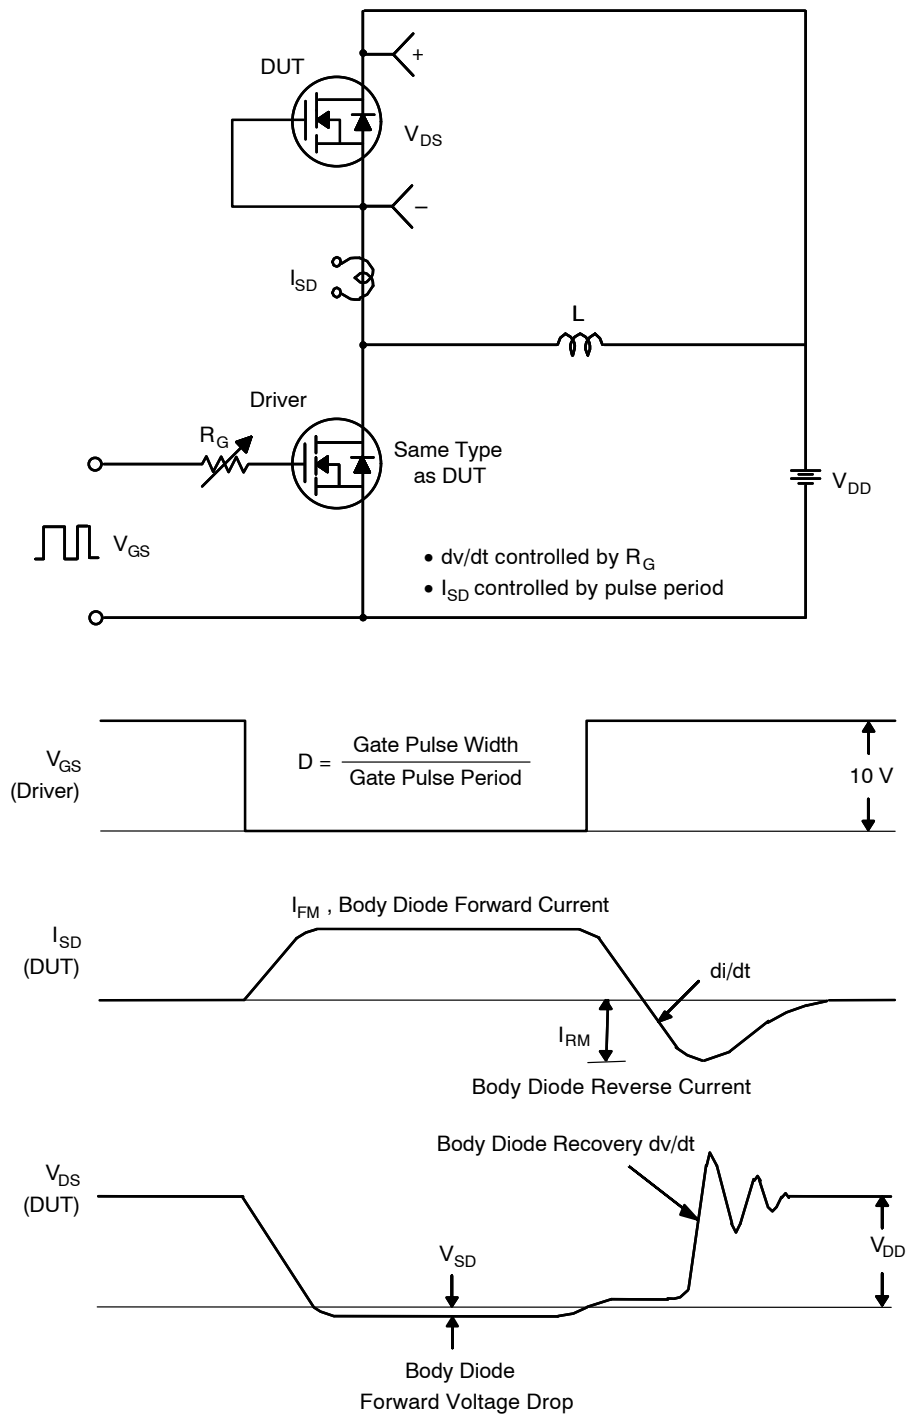 DUT
+
V_DS
–
I_SD
L
Driver
R_G
Same Type
as DUT
V_DD
V_GS
• dv/dt controlled by R_G
• I_SD controlled by pulse period
V_GS
(Driver)
D = Gate Pulse Width
Gate Pulse Period
10 V
I_FM , Body Diode Forward Current
I_SD
(DUT)
di/dt
I_RM
Body Diode Reverse Current
Body Diode Recovery dv/dt
V_DS
(DUT)
V_SD
V_DD
Body Diode
Forward Voltage Drop